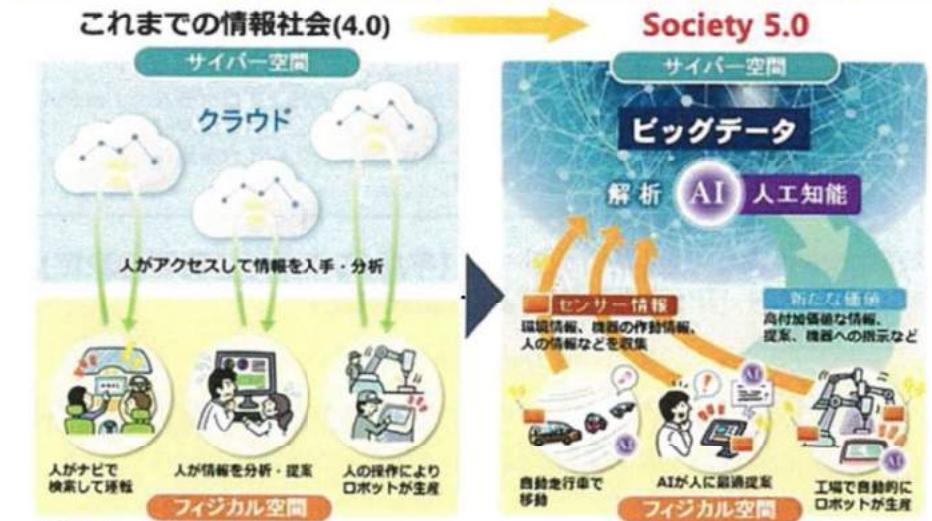 これまでの情報社会(4.0)
Society 5.0
サイバー空間
クラウド
人がアクセスして情報を入手・分析
人がナビで
検索して運転
人が情報を分析・提案
人の操作により
ロボットが生産
フィジカル空間
サイバー空間
ビッグデータ
解析
AI
人工知能
センサー情報
環境情報、機器の作動情報、
人の情報などを収集
新たな価値
高付加価値な情報、
提案、機器への指示など
AI
AI
AI
自動走行車で
移動
AIが人に最適提案
工場で自動的に
ロボットが生産
フィジカル空間